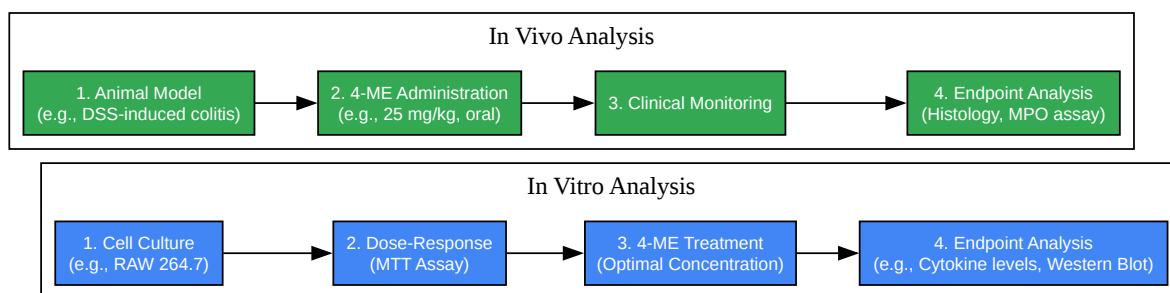 In Vivo Analysis
1. Animal Model
(e.g., DSS-induced colitis)
2. 4-ME Administration
(e.g., 25 mg/kg, oral)
3. Clinical Monitoring
4. Endpoint Analysis
(Histology, MPO assay)
In Vitro Analysis
1. Cell Culture
(e.g., RAW 264.7)
2. Dose-Response
(MTT Assay)
3. 4-ME Treatment
(Optimal Concentration)
4. Endpoint Analysis
(e.g., Cytokine levels, Western Blot)